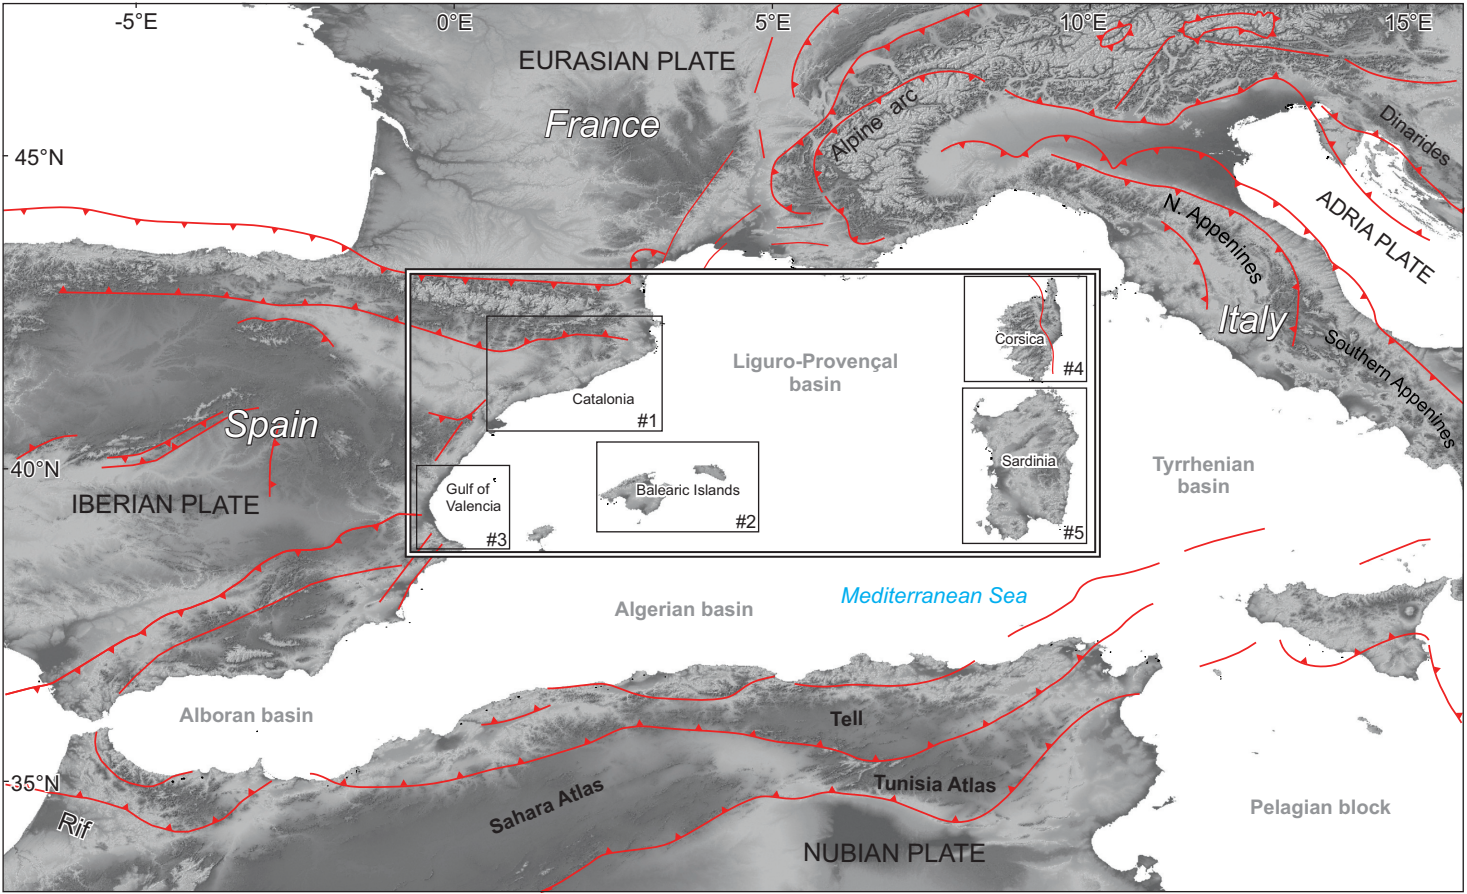 -5°E
0°E
5°E
10°E
15°E
EURASIAN PLATE
France
Alpine arc
Dinarides
45°N
ADRIA PLATE
N. Appenines
Italy
Southern Appenines
Corsica
#4
Liguro-Provençal
basin
Catalonia
#1
Spain
40°N
IBERIAN PLATE
Gulf of
Valencia
#3
Balearic Islands
#2
Sardinia
#5
Tyrrhenian
basin
Mediterranean Sea
Algerian basin
Alboran basin
Tell
35°N
Tunisia Atlas
Sahara Atlas
Rif
Pelagian block
NUBIAN PLATE